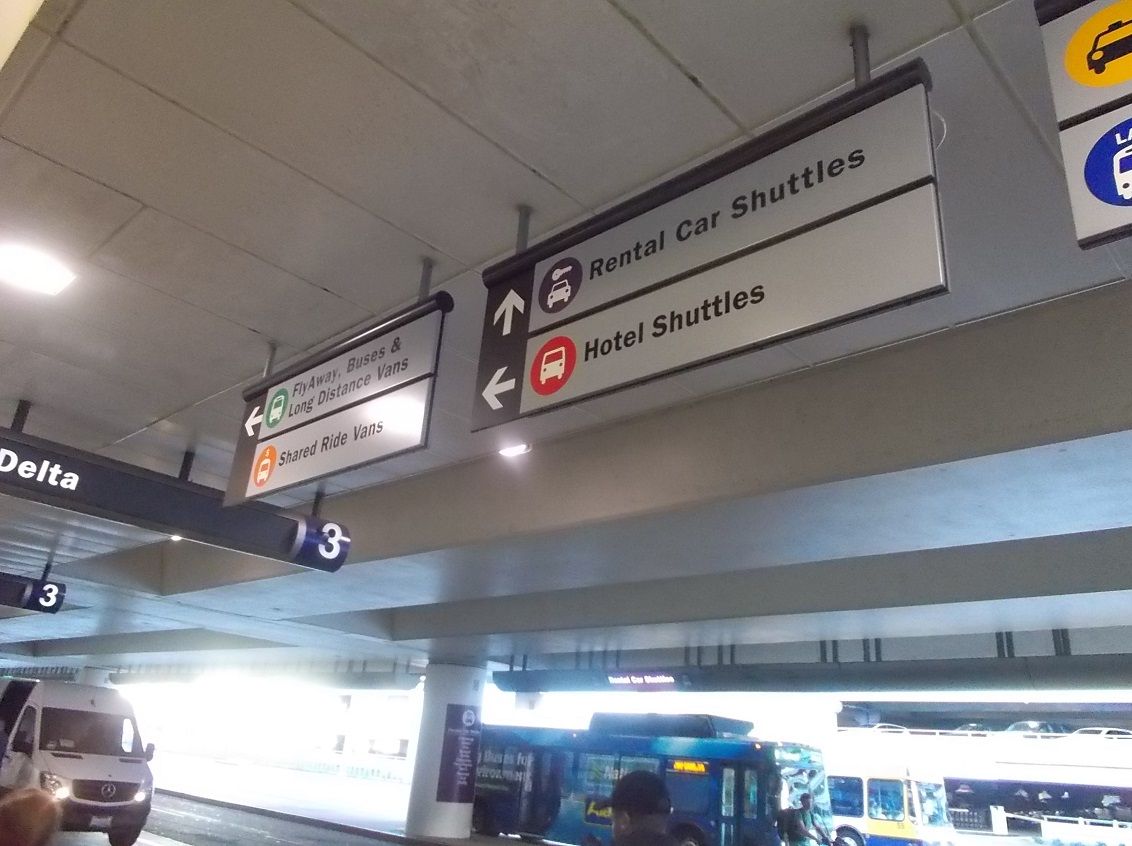 Rental Car Shuttles
Hotel Shuttles
FlyAway, Buses &
Long Distance Vans
Shared Ride Vans
Delta
3
3
LA
Rental Car Shuttles